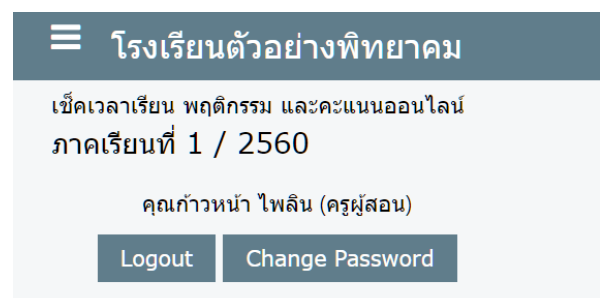 โรงเรียนตัวอย่างพิทยาคม
เช็คเวลาเรียน พฤติกรรม และคะแนนออนไลน์
ภาคเรียนที่ 1 / 2560
คุณก้าวหน้า ไพลิน (ครูผู้สอน)
Logout Change Password